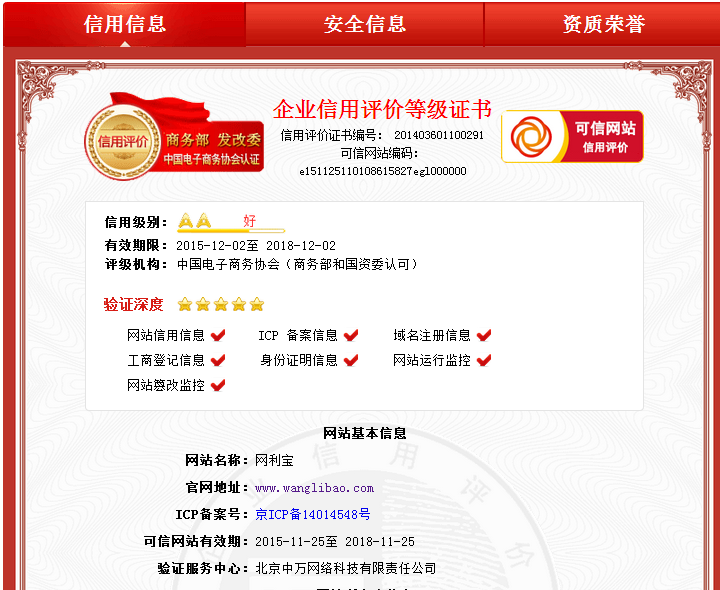 信用信息 安全信息 资质荣誉
企业信用评价等级证书
信用评价
商务部 发改委
中国电子商务协会认证
信用评价证书编号: 201403601100291
可信网站编码:
e151125110108615827egl000000
可信网站
信用评价
信用级别: AA 好
有效期限: 2015-12-02至 2018-12-02
评级机构: 中国电子商务协会(商务部和国资委认可)
验证深度
网站信用信息 ICP 备案信息 域名注册信息
工商登记信息 身份证明信息 网站运行监控
网站篡改监控
网站基本信息
网站名称: 网利宝
官网地址: www.wanglibao.com
ICP备案号: 京ICP备14014548号
可信网站有效期: 2015-11-25至 2018-11-25
验证服务中心: 北京中万网络科技有限责任公司
信用评价